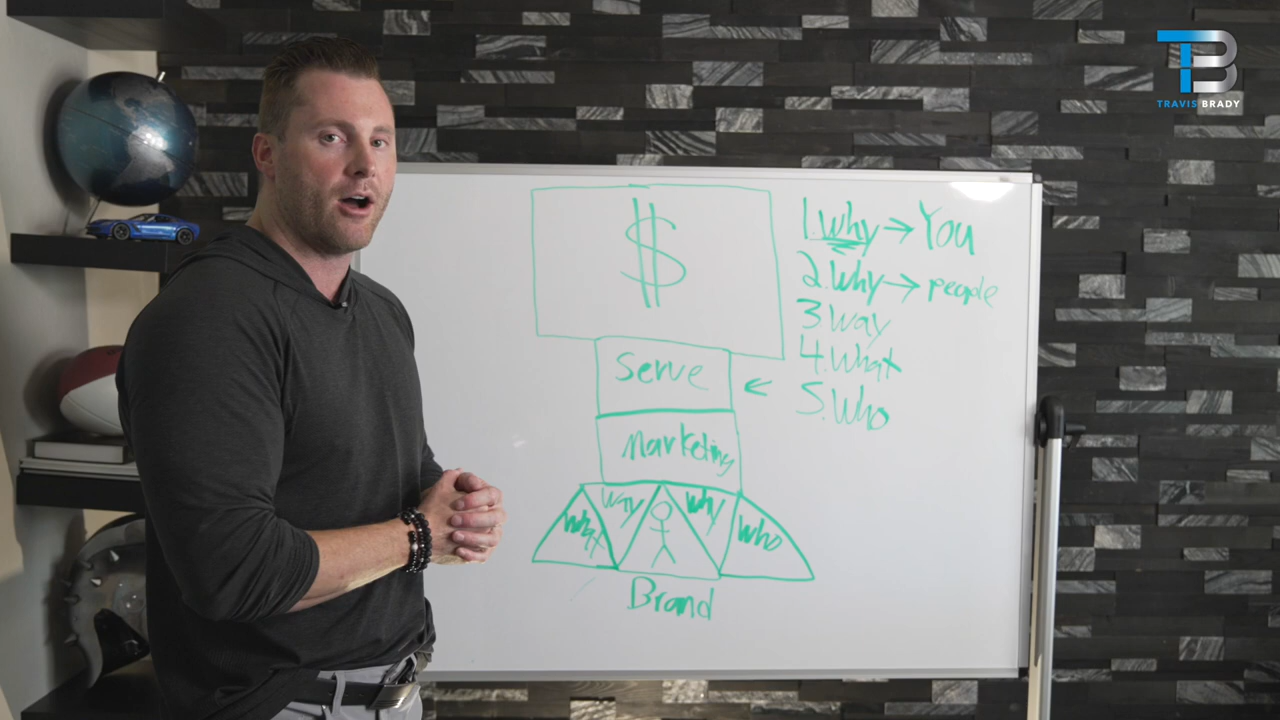 TB
TRAVIS BRADY
$
Serve
Marketing
What
Way
Why
Who
Brand
1. Why → You
2. Why → people
3. Way
4. What
5. Who